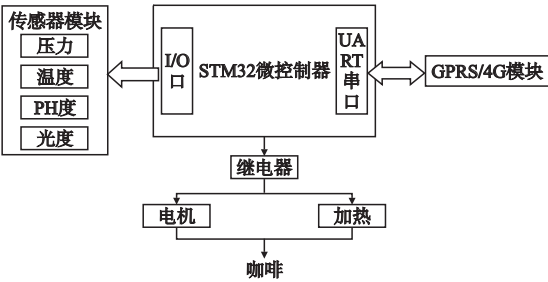 传感器模块
压力
温度
PH度
光度
I/O
口
STM32微控制器
UA
RT
串
口
GPRS/4G模块
继电器
电机
加热
咖啡